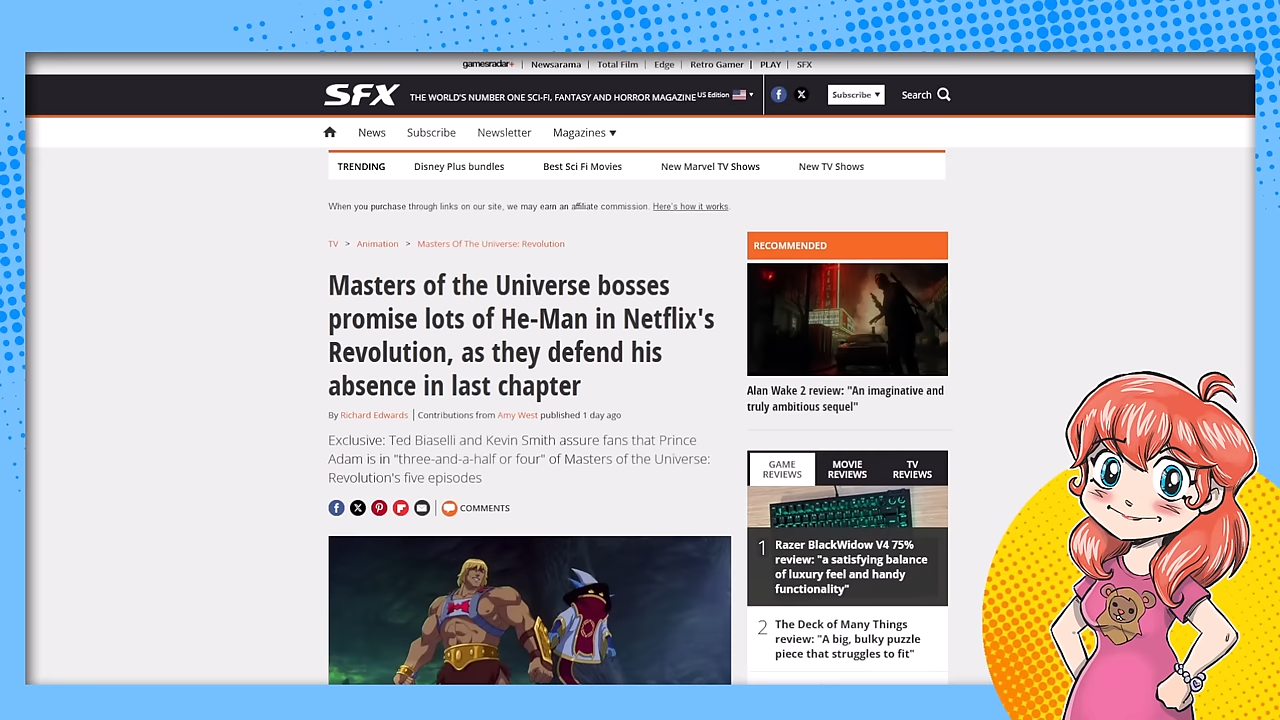 gamesradar+ | Newsarama | Total Film | Edge | Retro Gamer | PLAY | SFX
SFX THE WORLD'S NUMBER ONE SCI-FI, FANTASY AND HORROR MAGAZINE US Edition Subscribe Search
News Subscribe Newsletter Magazines
TRENDING Disney Plus bundles Best Sci Fi Movies New Marvel TV Shows New TV Shows
When you purchase through links on our site, we may earn an affiliate commission. Here's how it works.
TV > Animation > Masters Of The Universe: Revolution
Masters of the Universe bosses
promise lots of He-Man in Netflix's
Revolution, as they defend his
absence in last chapter
By Richard Edwards | Contributions from Amy West published 1 day ago
Exclusive: Ted Biaselli and Kevin Smith assure fans that Prince
Adam is in "three-and-a-half or four" of Masters of the Universe:
Revolution's five episodes
COMMENTS
RECOMMENDED
Alan Wake 2 review: "An imaginative and
truly ambitious sequel"
GAME
REVIEWS
MOVIE
REVIEWS
TV
REVIEWS
1 Razer BlackWidow V4 75%
review: "a satisfying balance
of luxury feel and handy
functionality"
2 The Deck of Many Things
review: "A big, bulky puzzle
piece that struggles to fit"